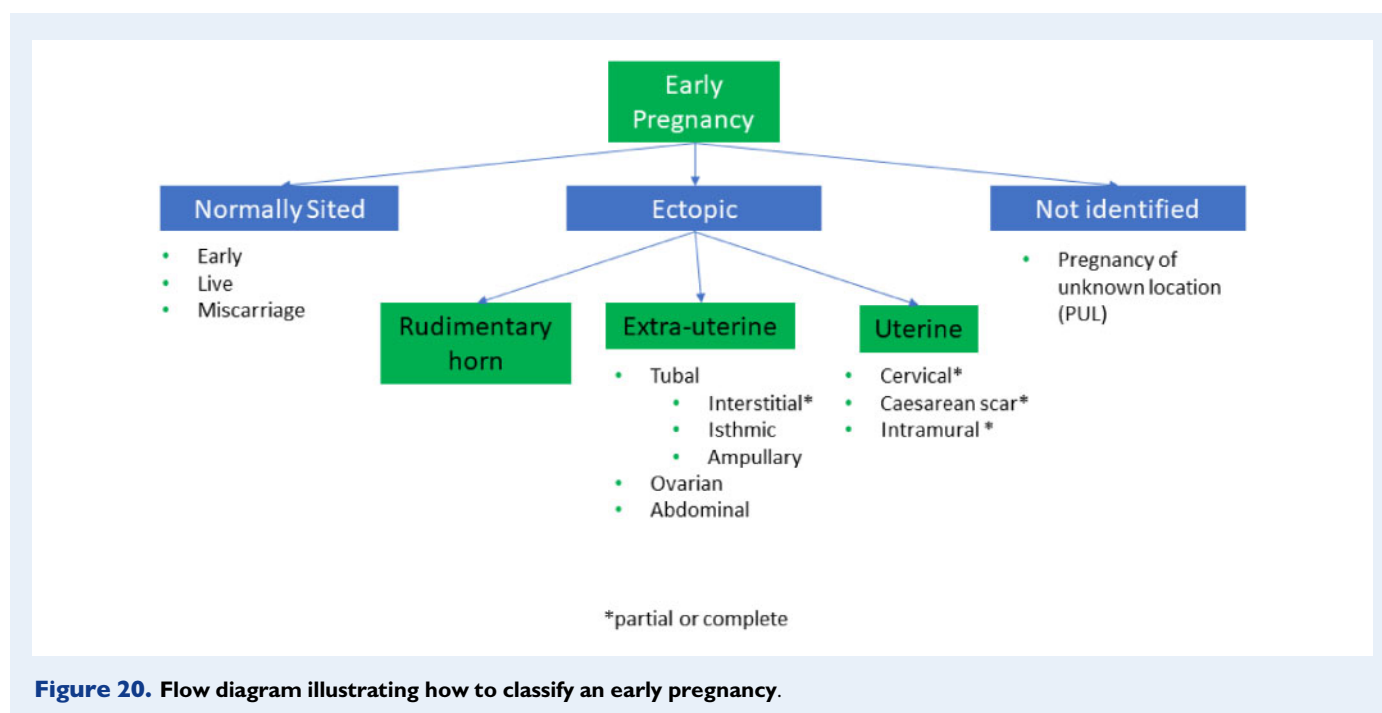 Early
Pregnancy
Normally Sited
Ectopic
Not identified
• Early
• Live
• Miscarriage
• Pregnancy of
unknown location
(PUL)
Rudimentary
horn
Extra-uterine
Uterine
• Tubal
• Interstitial*
• Isthmic
• Ampullary
• Ovarian
• Abdominal
• Cervical*
• Caesarean scar*
• Intramural *
*partial or complete
Figure 20. Flow diagram illustrating how to classify an early pregnancy.